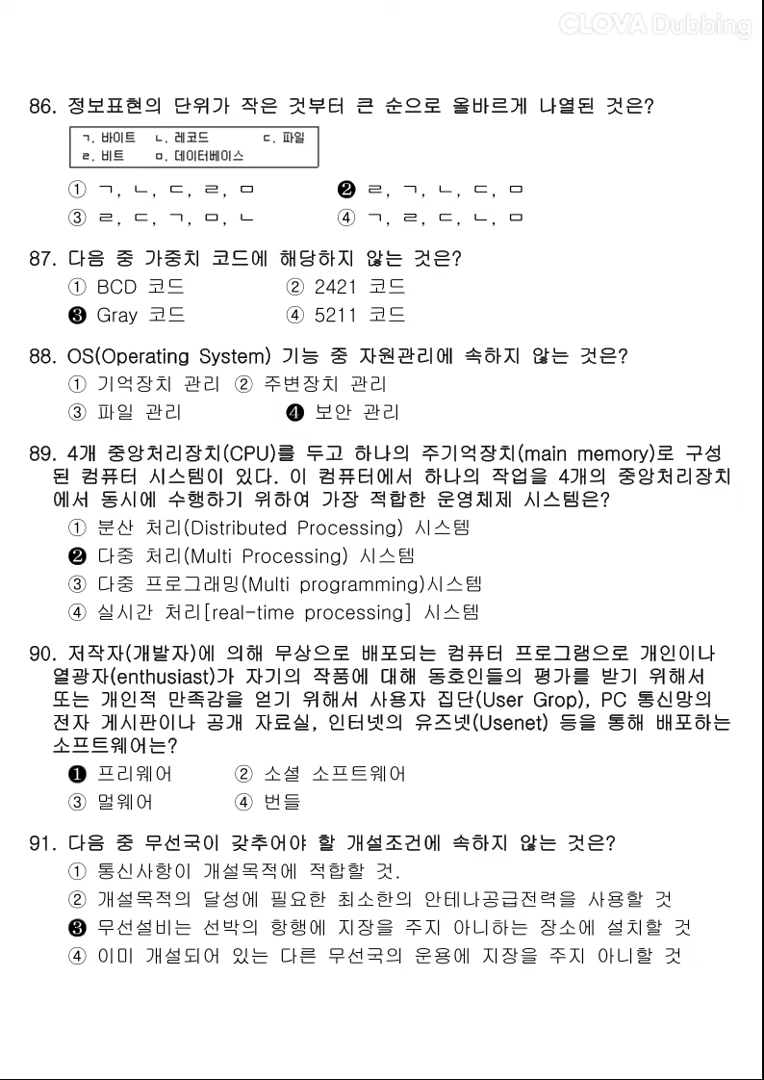 CLOVA Dubbing
86. 정보표현의 단위가 작은 것부터 큰 순으로 올바르게 나열된 것은?
ㄱ. 바이트 ㄴ. 레코드 ㄷ. 파일
ㄹ. 비트 ㅁ. 데이터베이스
① ㄱ, ㄴ, ㄷ, ㄹ, ㅁ ❷ ㄹ, ㄱ, ㄴ, ㄷ, ㅁ
③ ㄹ, ㄷ, ㄱ, ㅁ, ㄴ ④ ㄱ, ㄹ, ㄷ, ㄴ, ㅁ
87. 다음 중 가중치 코드에 해당하지 않는 것은?
① BCD 코드 ② 2421 코드
❸ Gray 코드 ④ 5211 코드
88. OS(Operating System) 기능 중 자원관리에 속하지 않는 것은?
① 기억장치 관리 ② 주변장치 관리
③ 파일 관리 ❹ 보안 관리
89. 4개 중앙처리장치(CPU)를 두고 하나의 주기억장치(main memory)로 구성
된 컴퓨터 시스템이 있다. 이 컴퓨터에서 하나의 작업을 4개의 중앙처리장치
에서 동시에 수행하기 위하여 가장 적합한 운영체제 시스템은?
① 분산 처리(Distributed Processing) 시스템
❷ 다중 처리(Multi Processing) 시스템
③ 다중 프로그래밍(Multi programming)시스템
④ 실시간 처리[real-time processing] 시스템
90. 저작자(개발자)에 의해 무상으로 배포되는 컴퓨터 프로그램으로 개인이나
열광자(enthusiast)가 자기의 작품에 대해 동호인들의 평가를 받기 위해서
또는 개인적 만족감을 얻기 위해서 사용자 집단(User Grop), PC 통신망의
전자 게시판이나 공개 자료실, 인터넷의 유즈넷(Usenet) 등을 통해 배포하는
소프트웨어는?
❶ 프리웨어 ② 소셜 소프트웨어
③ 멀웨어 ④ 번들
91. 다음 중 무선국이 갖추어야 할 개설조건에 속하지 않는 것은?
① 통신사항이 개설목적에 적합할 것.
② 개설목적의 달성에 필요한 최소한의 안테나공급전력을 사용할 것
❸ 무선설비는 선박의 항행에 지장을 주지 아니하는 장소에 설치할 것
④ 이미 개설되어 있는 다른 무선국의 운용에 지장을 주지 아니할 것